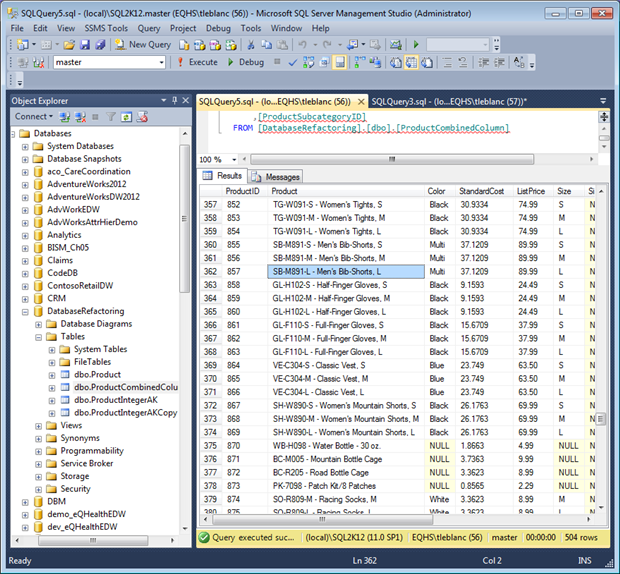 SQLQuery5.sql - (local)\SQL2K12.master (EQHS\tleblanc (56)) - Microsoft SQL Server Management Studio (Administrator)
File Edit View SSMS Tools Query Project Debug Tools Window Help
New Query
master Execute Debug
Object Explorer
Connect
Databases
System Databases
Database Snapshots
aco_CareCoordination
AdventureWorks2012
AdventureWorksDW2012
AdvWorkEDW
AdvWorksAttrHierDemo
Analytics
BISM_Ch05
Claims
CodeDB
ContosoRetailDW
CRM
DatabaseRefactoring
Database Diagrams
Tables
System Tables
FileTables
dbo.Product
dbo.ProductCombinedColu
dbo.ProductIntegerAK
dbo.ProductIntegerAKCopy
Views
Synonyms
Programmability
Service Broker
Storage
Security
DBM
demo_eQHealthEDW
dev_eQHealthEDW
SQLQuery5.sql - (lo...EQHS\tleblanc (56)) SQLQuery3.sql - (lo...EQHS\tleblanc (57))*
,[ProductSubcategoryID]
FROM [DatabaseRefactoring].[dbo].[ProductCombinedColumn]
100 %
Results Messages
ProductID Product Color StandardCost ListPrice Size Si
357 852 TG-W091-S - Women's Tights, S Black 30.9334 74.99 S N
358 853 TG-W091-M - Women's Tights, M Black 30.9334 74.99 M N
359 854 TG-W091-L - Women's Tights, L Black 30.9334 74.99 L N
360 855 SB-M891-S - Men's Bib-Shorts, S Multi 37.1209 89.99 S N
361 856 SB-M891-M - Men's Bib-Shorts, M Multi 37.1209 89.99 M N
362 857 SB-M891-L - Men's Bib-Shorts, L Multi 37.1209 89.99 L N
363 858 GL-H102-S - Half-Finger Gloves, S Black 9.1593 24.49 S N
364 859 GL-H102-M - Half-Finger Gloves, M Black 9.1593 24.49 M N
365 860 GL-H102-L - Half-Finger Gloves, L Black 9.1593 24.49 L N
366 861 GL-F110-S - Full-Finger Gloves, S Black 15.6709 37.99 S N
367 862 GL-F110-M - Full-Finger Gloves, M Black 15.6709 37.99 M N
368 863 GL-F110-L - Full-Finger Gloves, L Black 15.6709 37.99 L N
369 864 VE-C304-S - Classic Vest, S Blue 23.749 63.50 S N
370 865 VE-C304-M - Classic Vest, M Blue 23.749 63.50 M N
371 866 VE-C304-L - Classic Vest, L Blue 23.749 63.50 L N
372 867 SH-W890-S - Women's Mountain Shorts, S Black 26.1763 69.99 S N
373 868 SH-W890-M - Women's Mountain Shorts, M Black 26.1763 69.99 M N
374 869 SH-W890-L - Women's Mountain Shorts, L Black 26.1763 69.99 L N
375 870 WB-H098 - Water Bottle - 30 oz. NULL 1.8663 4.99 NULL N
376 871 BC-M005 - Mountain Bottle Cage NULL 3.7363 9.99 NULL N
377 872 BC-R205 - Road Bottle Cage NULL 3.3623 8.99 NULL N
378 873 PK-7098 - Patch Kit/8 Patches NULL 0.8565 2.29 NULL N
379 874 SO-R809-M - Racing Socks, M White 3.3623 8.99 M N
380 875 SO-R809-L - Racing Socks, L White 3.3623 8.99 L N
Query executed suc... (local)\SQL2K12 (11.0 SP1) EQHS\tleblanc (56) master 00:00:00 504 rows
Ready Ln 362 Col 2 INS